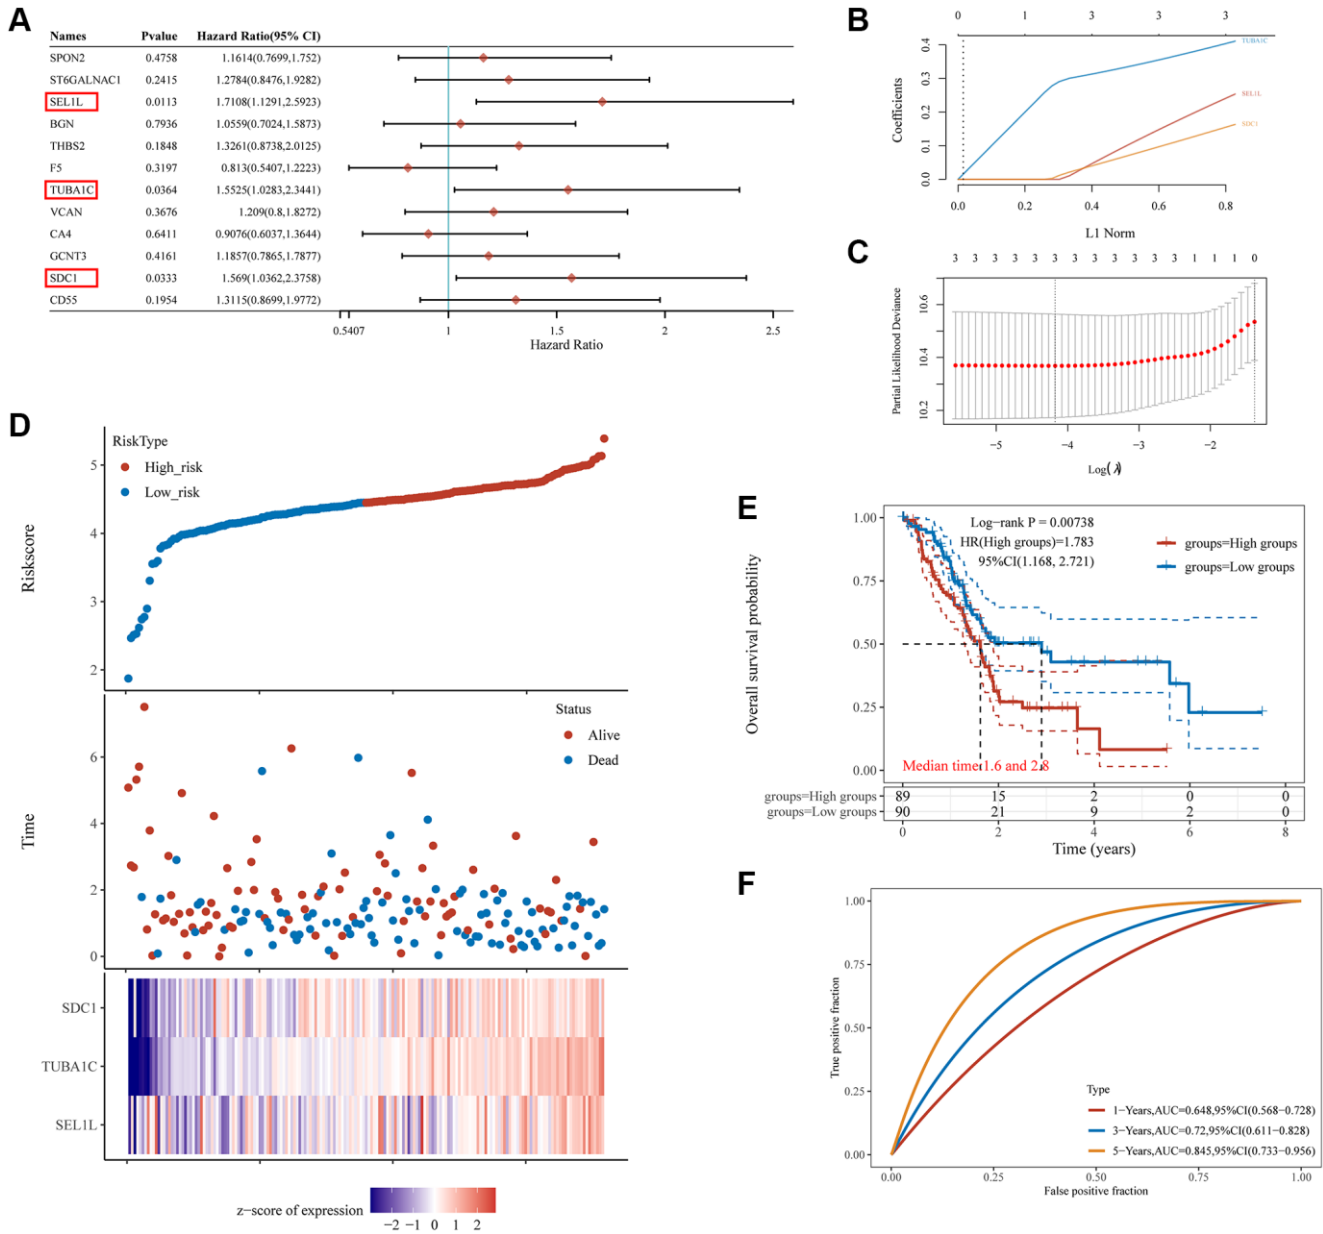 A
Names Pvalue Hazard Ratio(95% CI)
SPON2 0.4758 1.1614(0.7699,1.752)
ST6GALNAC1 0.2415 1.2784(0.8476,1.9282)
SEL1L 0.0113 1.7108(1.1291,2.5923)
BGN 0.7936 1.0559(0.7024,1.5873)
THBS2 0.1848 1.3261(0.8738,2.0125)
F5 0.3197 0.813(0.5407,1.2223)
TUBA1C 0.0364 1.5525(1.0283,2.3441)
VCAN 0.3676 1.209(0.8,1.8272)
CA4 0.6411 0.9076(0.6037,1.3644)
GCNT3 0.4161 1.1857(0.7865,1.7877)
SDC1 0.0333 1.569(1.0362,2.3758)
CD55 0.1954 1.3115(0.8699,1.9772)
0.5407 1 1.5 2 2.5
Hazard Ratio
B
0 1 3 3 3
Coefficients
0.4
0.3
0.2
0.1
0.0
TUBA1C
SEL1L
SDC1
0.0 0.2 0.4 0.6 0.8
L1 Norm
C
3 3 3 3 3 3 3 3 3 3 3 1 1 1 0
Partial Likelihood Deviance
10.6
10.4
10.2
−5 −4 −3 −2
Log(λ)
D
RiskType
High_risk
Low_risk
Riskscore
5
4
3
2
Status
Alive
Dead
Time
6
4
2
0
SDC1
TUBA1C
SEL1L
z−score of expression
−2 −1 0 1 2
E
Overall survival probability
1.00
0.75
0.50
0.25
0.00
Log−rank P = 0.00738
HR(High groups)=1.783
95%CI(1.168, 2.721)
groups=High groups
groups=Low groups
Median time:1.6 and 2.8
groups=High groups 89 15 2 0 0
groups=Low groups 90 21 9 2 0
0 2 4 6 8
Time (years)
F
True positive fraction
1.00
0.75
0.50
0.25
0.00
Type
1−Years,AUC=0.648,95%CI(0.568−0.728)
3−Years,AUC=0.72,95%CI(0.611−0.828)
5−Years,AUC=0.845,95%CI(0.733−0.956)
0.00 0.25 0.50 0.75 1.00
False positive fraction